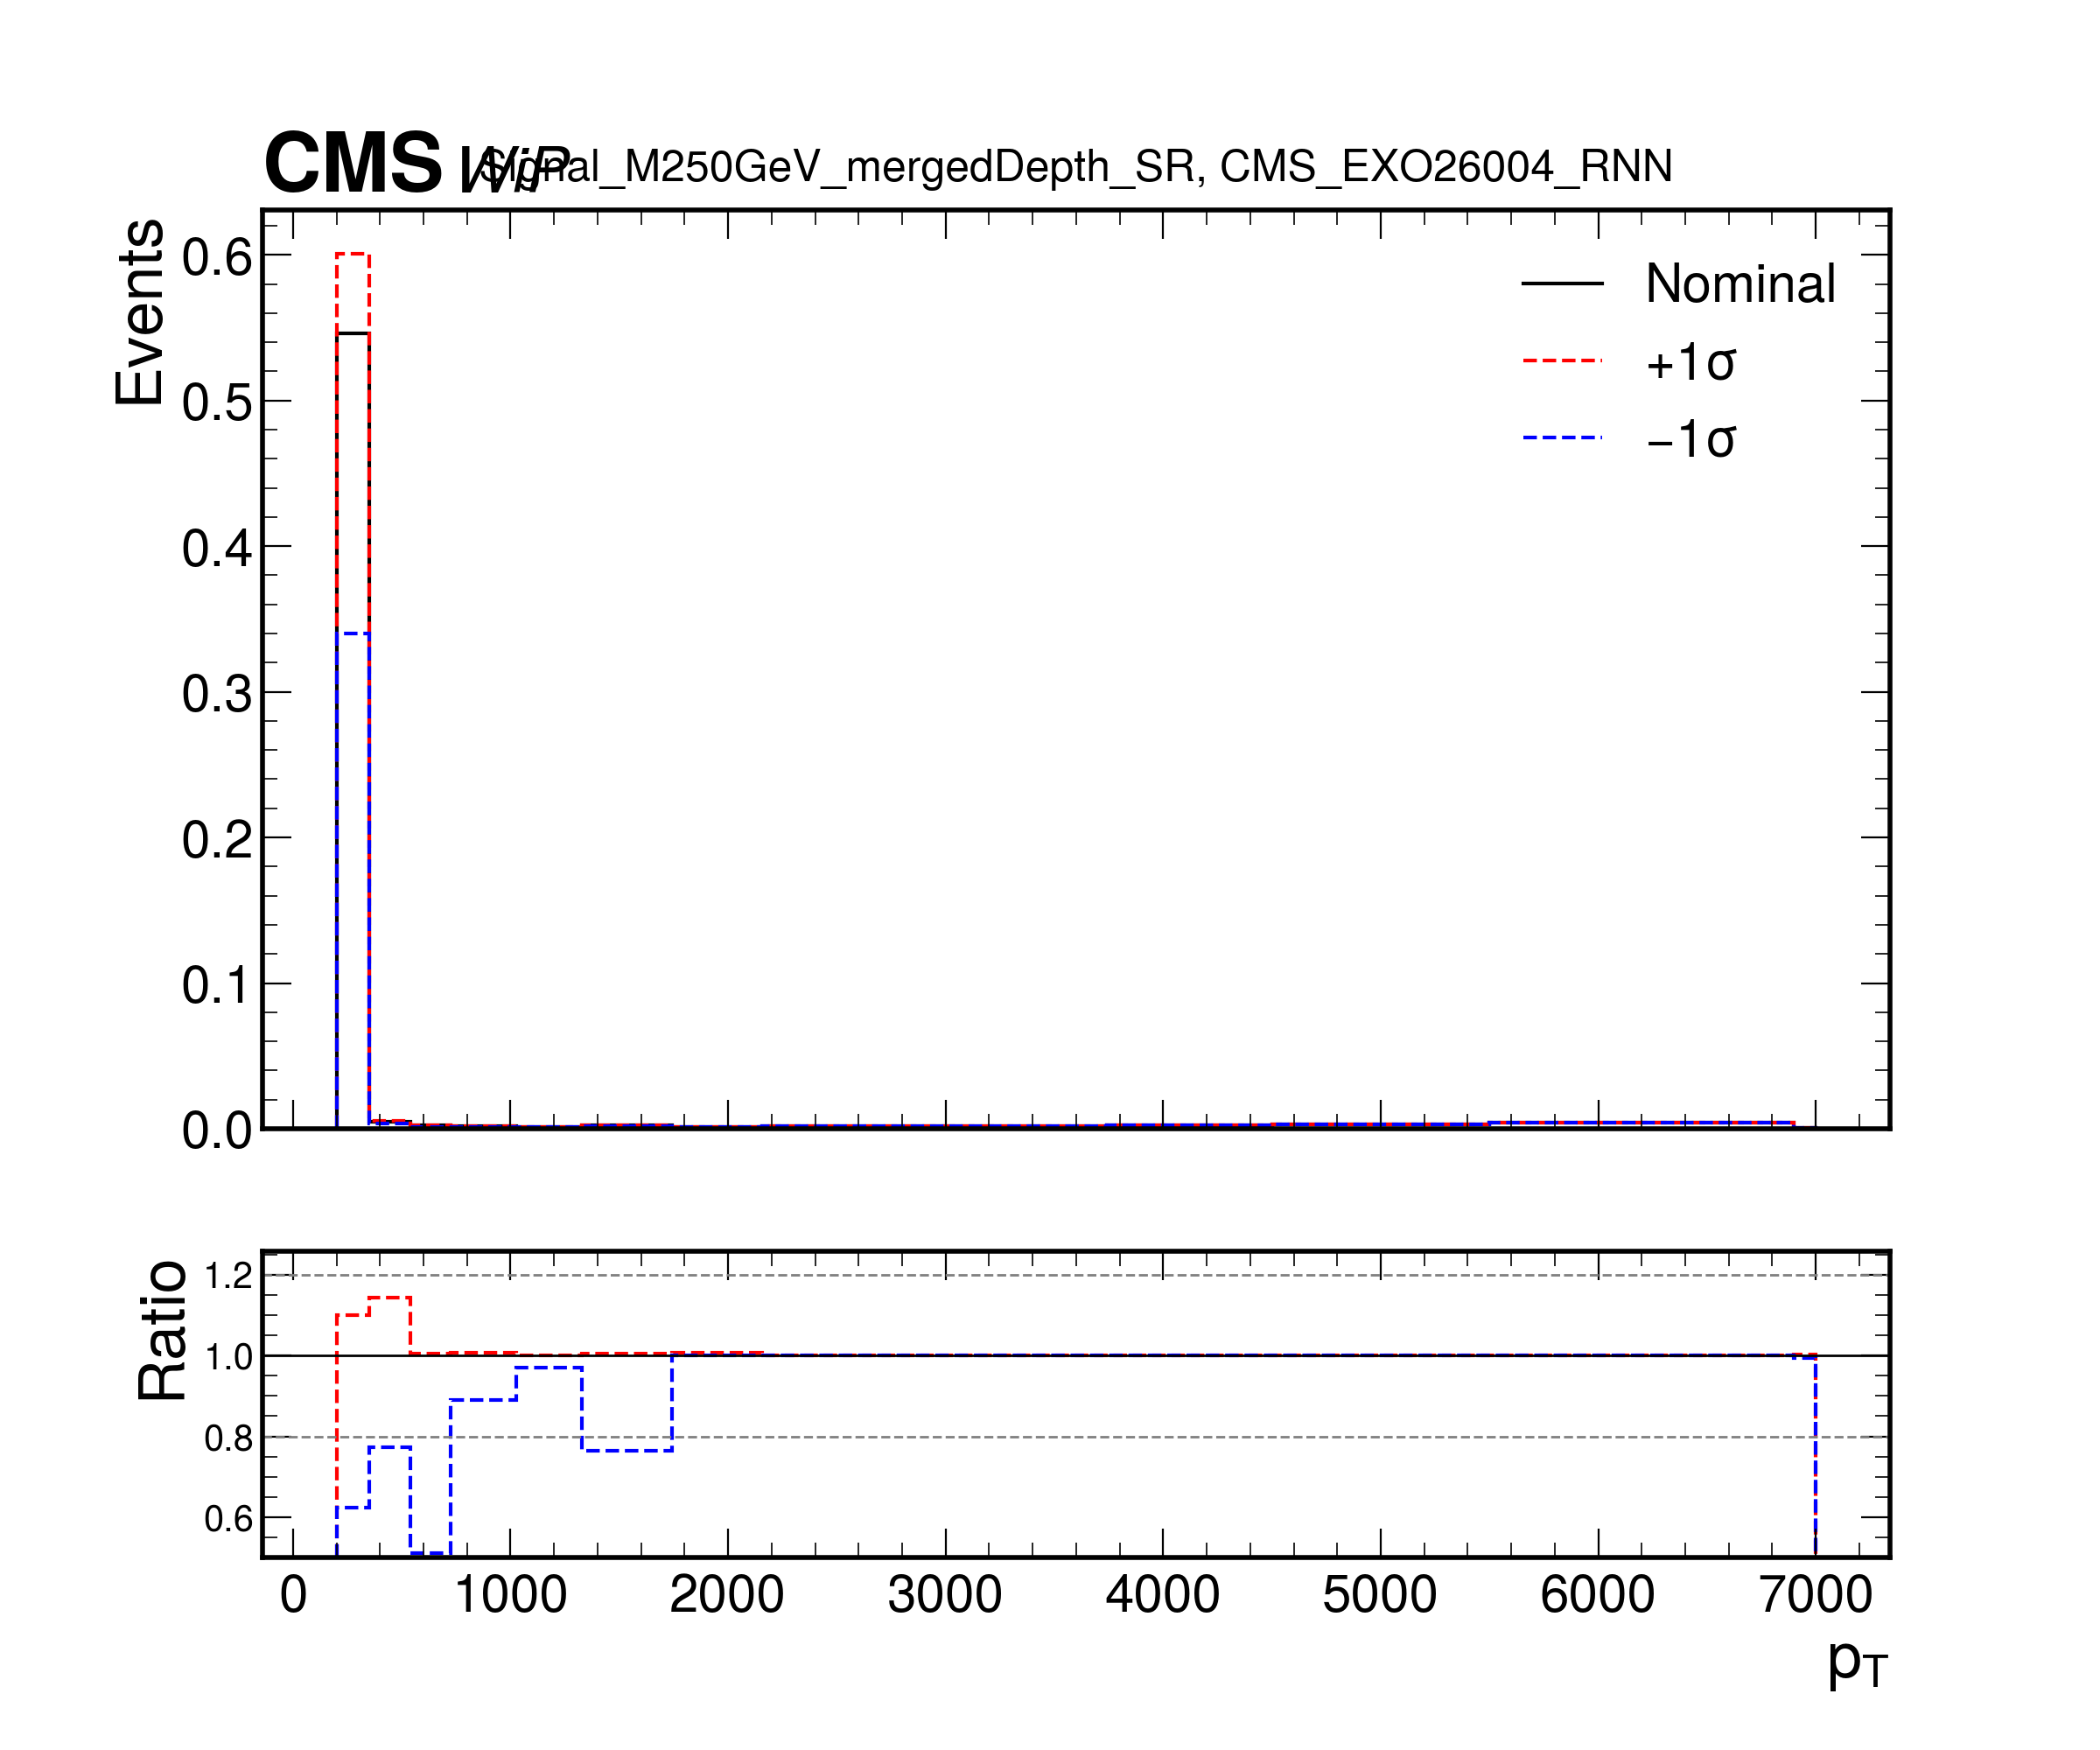 CMS WiP Signal_M250GeV_mergedDepth_SR, CMS_EXO26004_RNN
Events
0.6
0.5
0.4
0.3
0.2
0.1
0.0
Nominal
+1σ
−1σ
Ratio
1.2
1.0
0.8
0.6
0 1000 2000 3000 4000 5000 6000 7000
pT